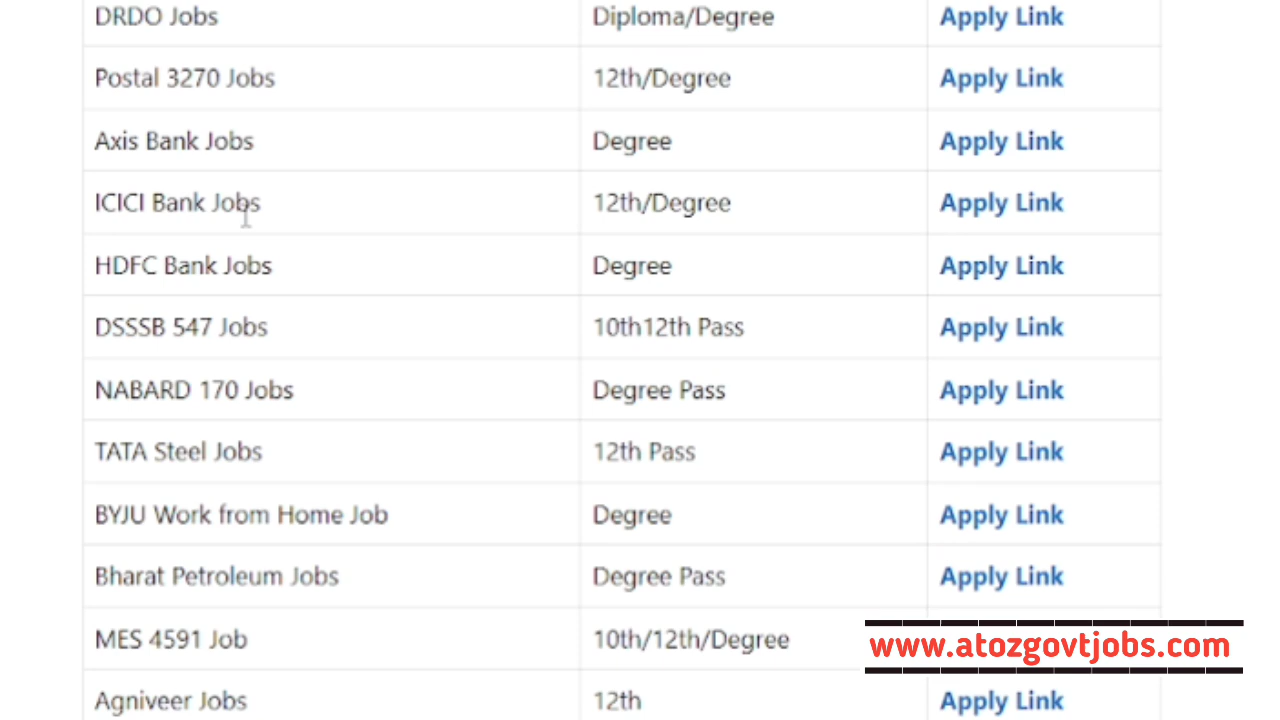 DRDO Jobs Diploma/Degree Apply Link
Postal 3270 Jobs 12th/Degree Apply Link
Axis Bank Jobs Degree Apply Link
ICICI Bank Jobs 12th/Degree Apply Link
HDFC Bank Jobs Degree Apply Link
DSSSB 547 Jobs 10th12th Pass Apply Link
NABARD 170 Jobs Degree Pass Apply Link
TATA Steel Jobs 12th Pass Apply Link
BYJU Work from Home Job Degree Apply Link
Bharat Petroleum Jobs Degree Pass Apply Link
MES 4591 Job 10th/12th/Degree
www.atozgovtjobs.com
Agniveer Jobs 12th Apply Link